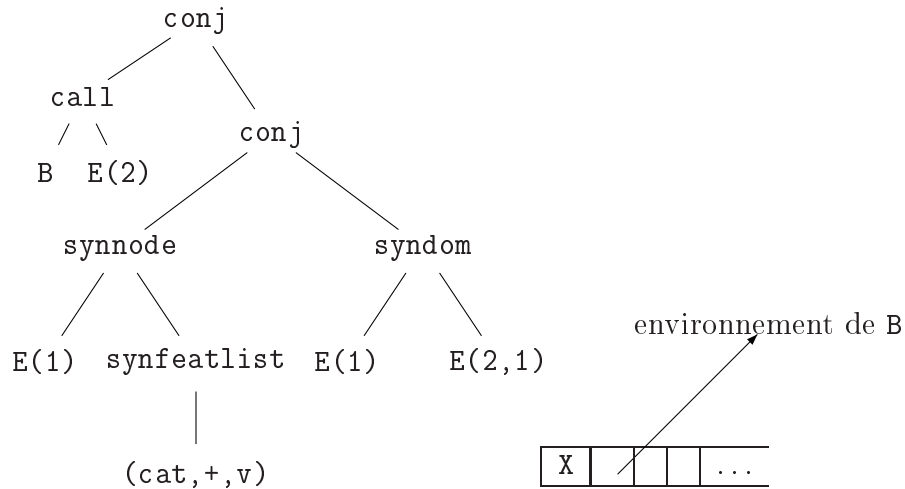 conj
call
conj
B E(2)
synnode syndom
environnement de B
E(1) synfeatlist E(1) E(2,1)
X ...
(cat,+,v)